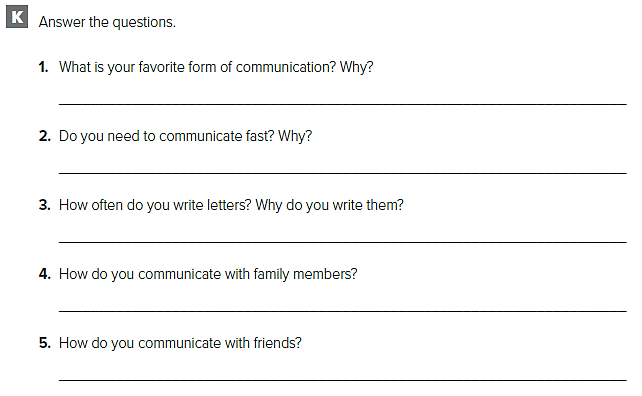 K Answer the questions.
1. What is your favorite form of communication? Why?
2. Do you need to communicate fast? Why?
3. How often do you write letters? Why do you write them?
4. How do you communicate with family members?
5. How do you communicate with friends?